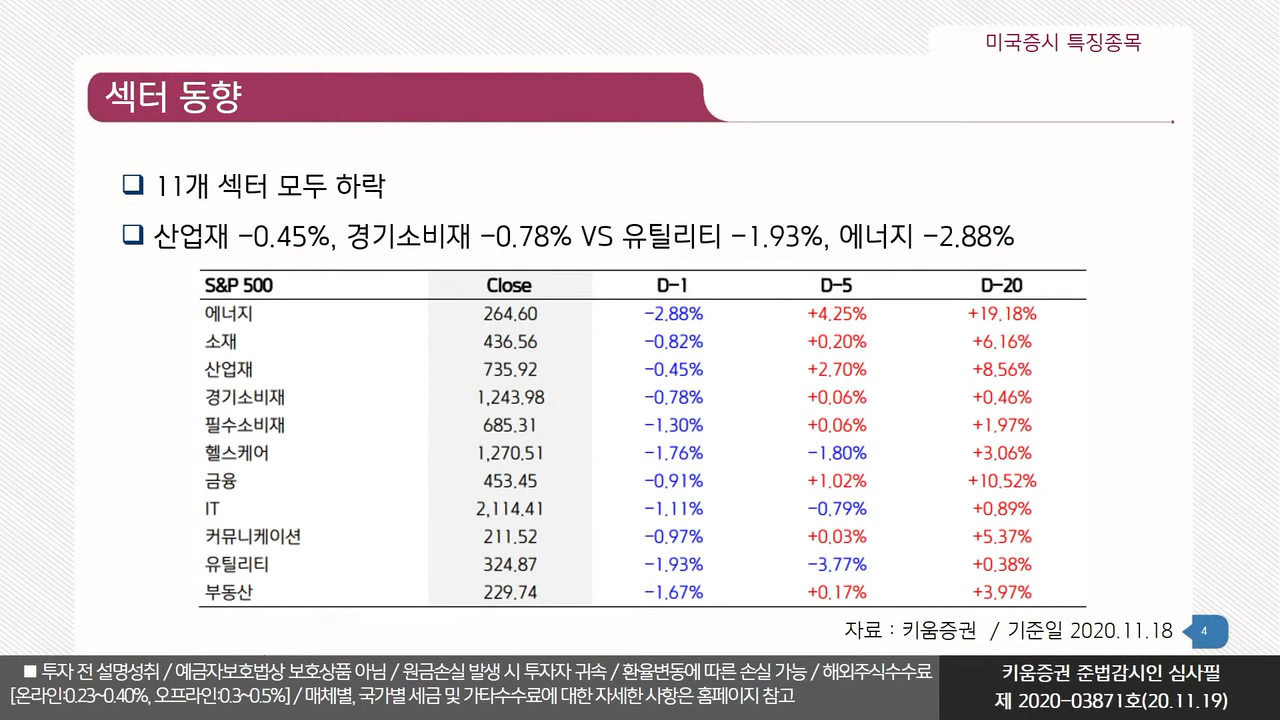 미국증시 특징종목
섹터 동향
11개 섹터 모두 하락
산업재 -0.45%, 경기소비재 -0.78% VS 유틸리티 -1.93%, 에너지 -2.88%
S&P 500 Close D-1 D-5 D-20
에너지 264.60 -2.88% +4.25% +19.18%
소재 436.56 -0.82% +0.20% +6.16%
산업재 735.92 -0.45% +2.70% +8.56%
경기소비재 1,243.98 -0.78% +0.06% +0.46%
필수소비재 685.31 -1.30% +0.06% +1.97%
헬스케어 1,270.51 -1.76% -1.80% +3.06%
금융 453.45 -0.91% +1.02% +10.52%
IT 2,114.41 -1.11% -0.79% +0.89%
커뮤니케이션 211.52 -0.97% +0.03% +5.37%
유틸리티 324.87 -1.93% -3.77% +0.38%
부동산 229.74 -1.67% +0.17% +3.97%
자료 : 키움증권 / 기준일 2020.11.18
4
■ 투자 전 설명성취 / 예금자보호법상 보호상품 아님 / 원금손실 발생 시 투자자 귀속 / 환율변동에 따른 손실 가능 / 해외주식수수료
[온라인:0.23~0.40%, 오프라인:0.3~0.5%] / 매체별, 국가별 세금 및 기타수수료에 대한 자세한 사항은 홈페이지 참고
키움증권 준법감시인 심사필
제 2020-03871호(20.11.19)